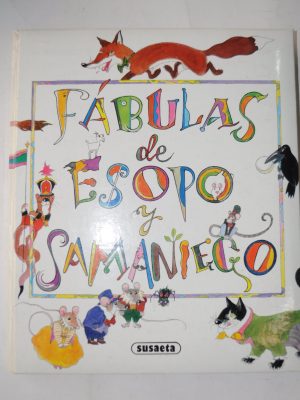 FÁBULAS
de
ESOPO
y
SAMANIEGO
susaeta